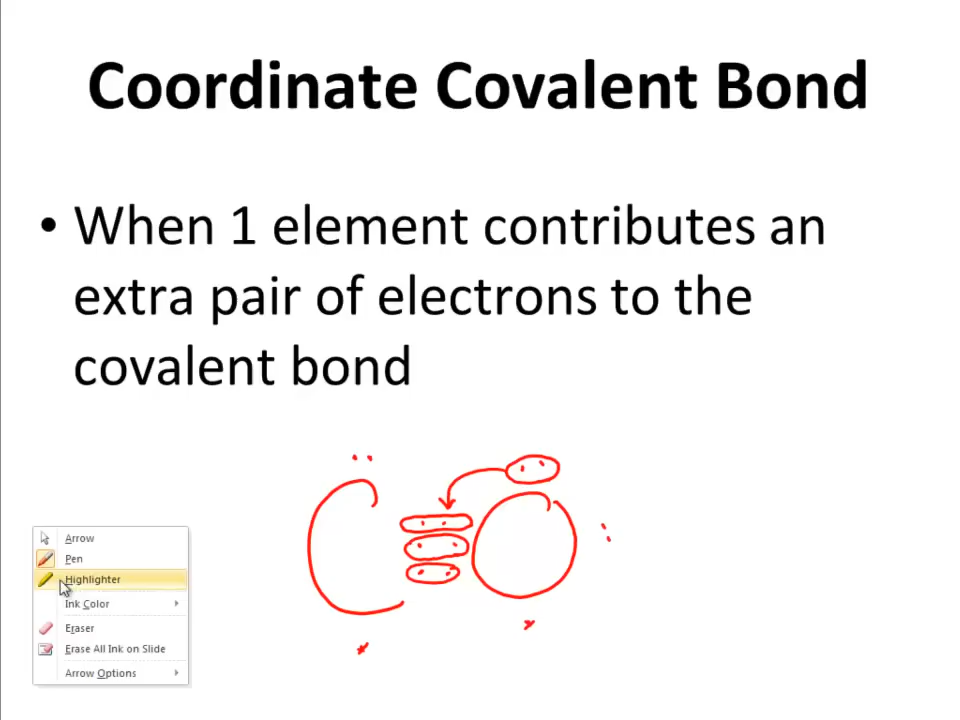 Coordinate Covalent Bond
• When 1 element contributes an
extra pair of electrons to the
covalent bond
C O
Arrow
Pen
Highlighter
Ink Color
Eraser
Erase All Ink on Slide
Arrow Options